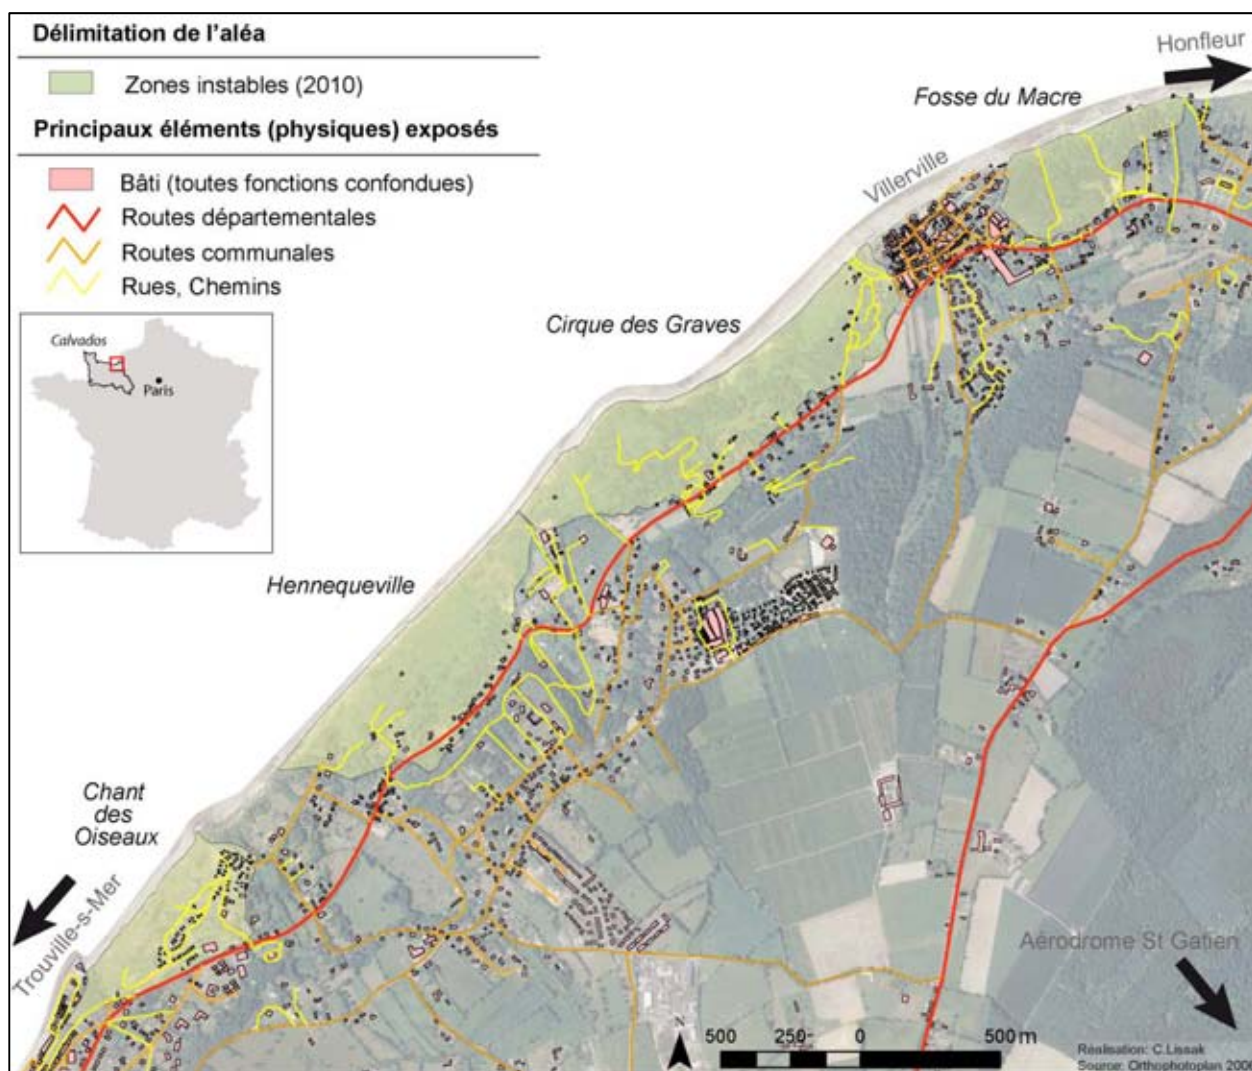 Délimitation de l'aléa
Zones instables (2010)
Principaux éléments (physiques) exposés
Bâti (toutes fonctions confondues)
Routes départementales
Routes communales
Rues, Chemins
Calvados
Paris
Honfleur
Fosse du Macre
Villerville
Cirque des Graves
Hennequeville
Chant
des
Oiseaux
Trouville-s-Mer
Aérodrome St Gatien
N
500 250 0 500 m
Réalisation: C.Lissak
Source: Orthophotoplan